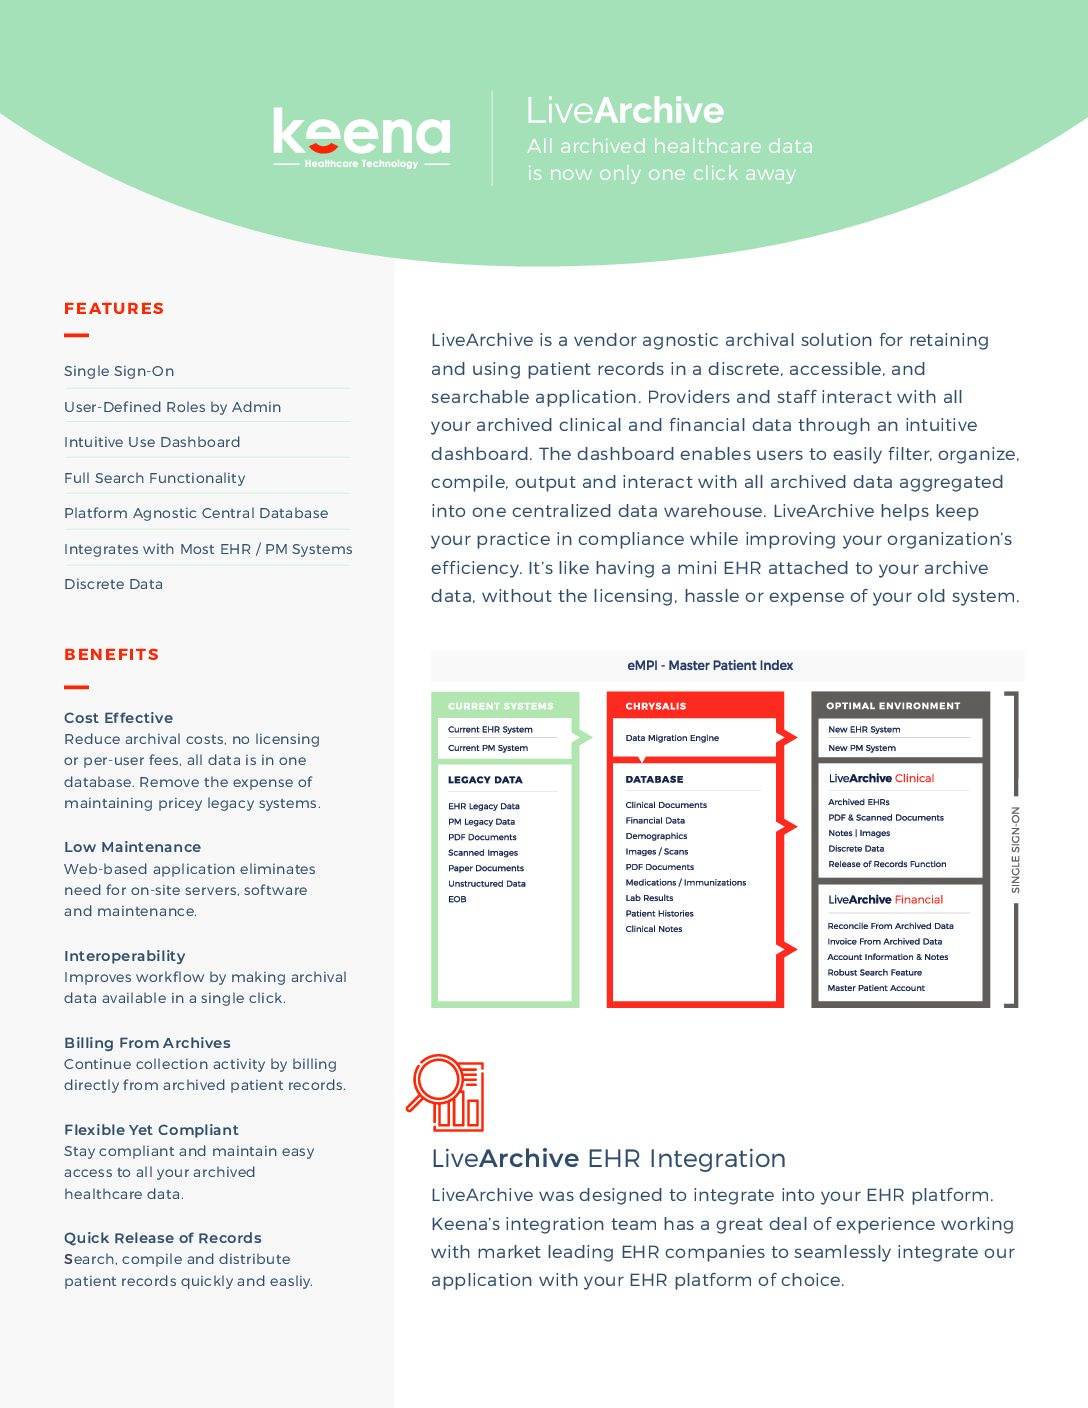 keena
Healthcare Technology
LiveArchive
All archived healthcare data
is now only one click away
FEATURES
Single Sign-On
User-Defined Roles by Admin
Intuitive Use Dashboard
Full Search Functionality
Platform Agnostic Central Database
Integrates with Most EHR / PM Systems
Discrete Data
BENEFITS
Cost Effective
Reduce archival costs, no licensing
or per-user fees, all data is in one
database. Remove the expense of
maintaining pricey legacy systems.
Low Maintenance
Web-based application eliminates
need for on-site servers, software
and maintenance.
Interoperability
Improves workflow by making archival
data available in a single click.
Billing From Archives
Continue collection activity by billing
directly from archived patient records.
Flexible Yet Compliant
Stay compliant and maintain easy
access to all your archived
healthcare data.
Quick Release of Records
Search, compile and distribute
patient records quickly and easliy.
LiveArchive is a vendor agnostic archival solution for retaining
and using patient records in a discrete, accessible, and
searchable application. Providers and staff interact with all
your archived clinical and financial data through an intuitive
dashboard. The dashboard enables users to easily filter, organize,
compile, output and interact with all archived data aggregated
into one centralized data warehouse. LiveArchive helps keep
your practice in compliance while improving your organization's
efficiency. It's like having a mini EHR attached to your archive
data, without the licensing, hassle or expense of your old system.
eMPI - Master Patient Index
CURRENT SYSTEMS
Current EHR System
Current PM System
LEGACY DATA
EHR Legacy Data
PM Legacy Data
PDF Documents
Scanned Images
Paper Documents
Unstructured Data
EOB
CHRYSALIS
Data Migration Engine
DATABASE
Clinical Documents
Financial Data
Demographics
Images / Scans
PDF Documents
Medications / Immunizations
Lab Results
Patient Histories
Clinical Notes
OPTIMAL ENVIRONMENT
New EHR System
New PM System
LiveArchive Clinical
Archived EHRs
PDF & Scanned Documents
Notes | Images
Discrete Data
Release of Records Function
LiveArchive Financial
Reconcile From Archived Data
Invoice From Archived Data
Account Information & Notes
Robust Search Feature
Master Patient Account
SINGLE SIGN-ON
LiveArchive EHR Integration
LiveArchive was designed to integrate into your EHR platform.
Keena's integration team has a great deal of experience working
with market leading EHR companies to seamlessly integrate our
application with your EHR platform of choice.